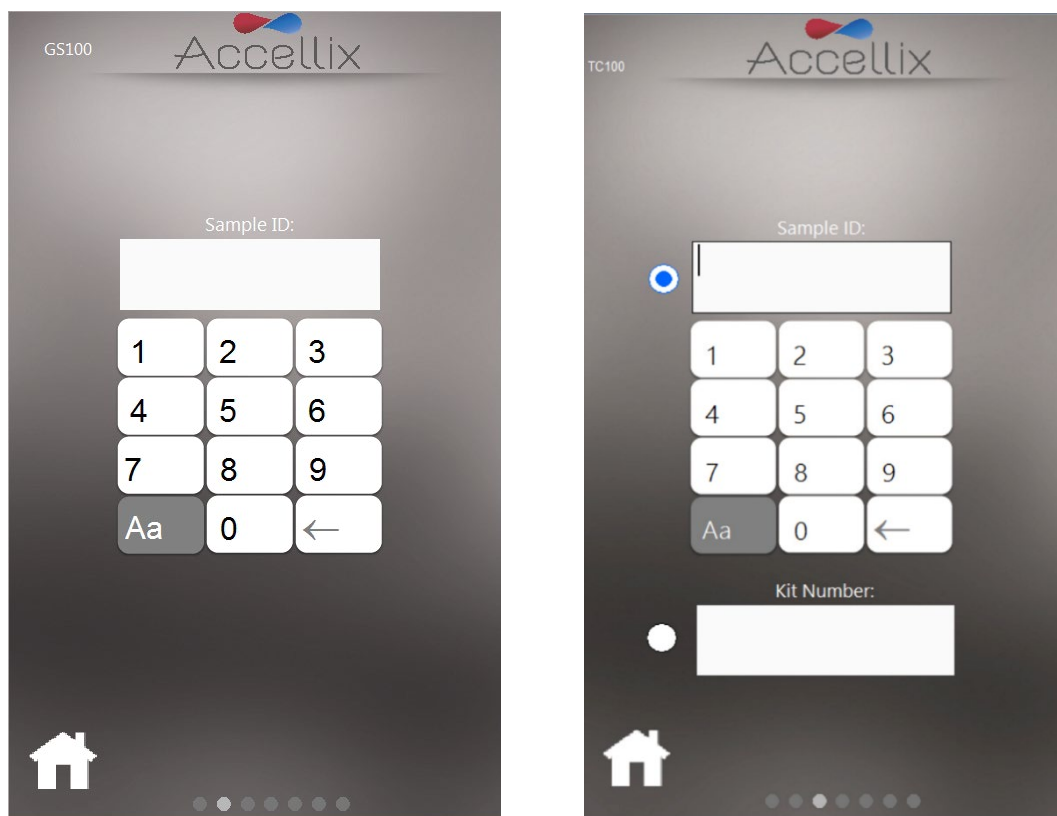 GS100
Accellix
Sample ID:
1 2 3
4 5 6
7 8 9
Aa 0 ←
TC100
Accellix
Sample ID:
1 2 3
4 5 6
7 8 9
Aa 0 ←
Kit Number: